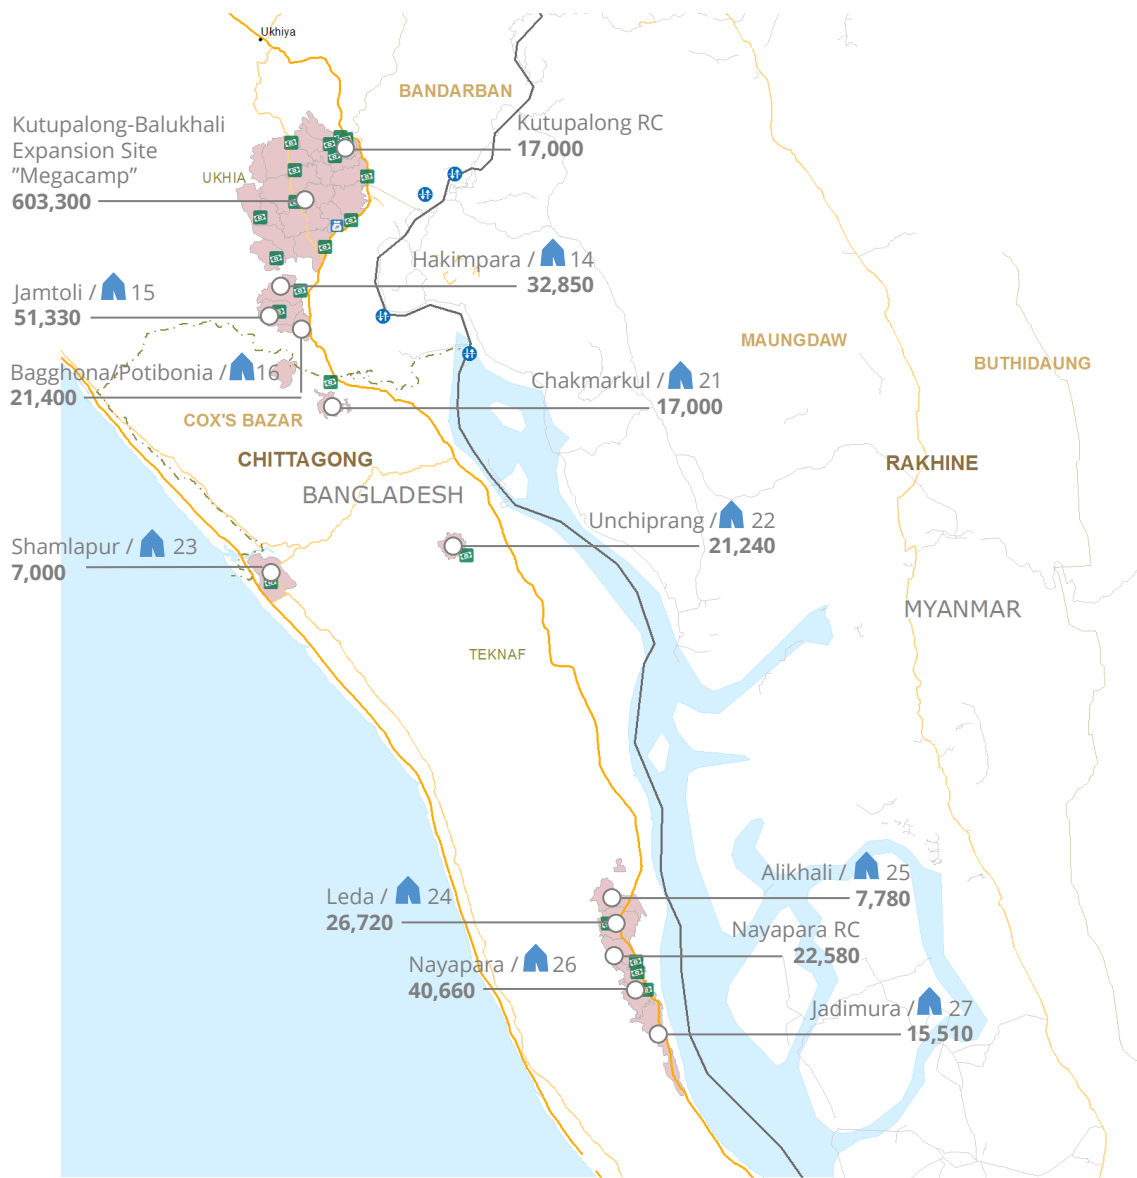 Ukhiya
BANDARBAN
Kutupalong-Balukhali
Expansion Site
”Megacamp”
603,300
Kutupalong RC
17,000
UKHIA
Hakimpara / 14
32,850
Jamtoli / 15
51,330
MAUNGDAW
BUTHIDAUNG
Bagghona/Potibonia / 16
21,400
Chakmarkul / 21
17,000
COX'S BAZAR
CHITTAGONG
RAKHINE
BANGLADESH
Unchiprang / 22
21,240
Shamlapur / 23
7,000
MYANMAR
TEKNAF
Alikhali / 25
7,780
Leda / 24
26,720
Nayapara RC
22,580
Nayapara / 26
40,660
Jadimura / 27
15,510